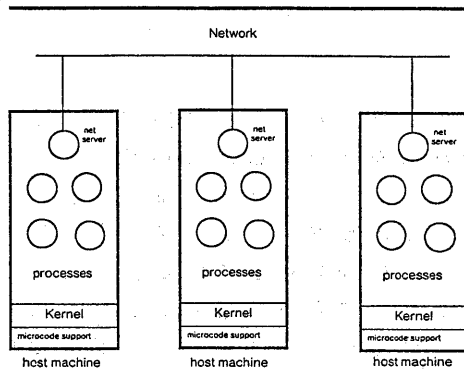 Network
net
server
processes
Kernel
microcode support
host machine
net
server
processes
Kernel
microcode support
host machine
net
server
processes
Kernel
microcode support
host machine